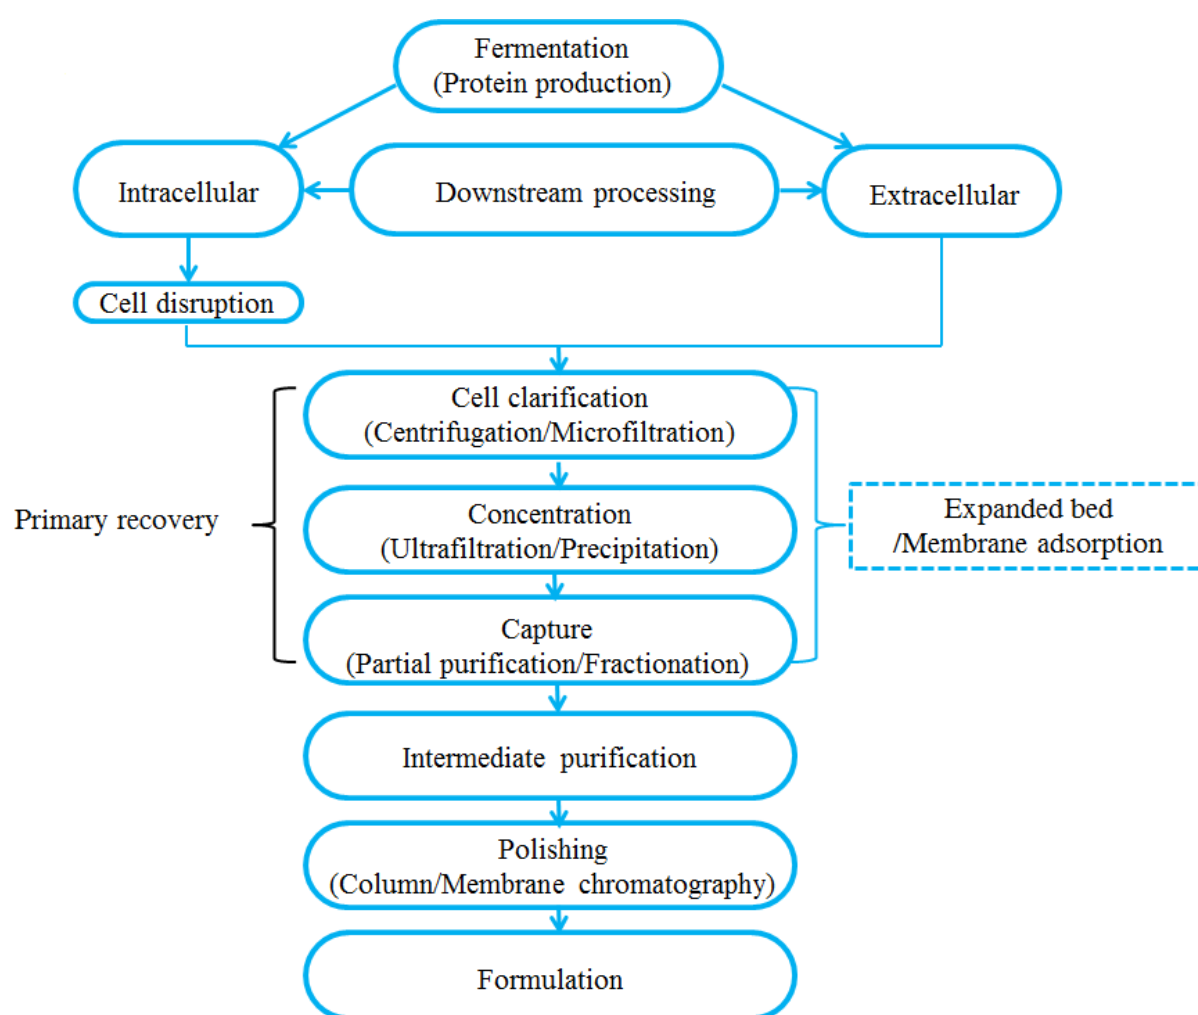 Fermentation
(Protein production)
Intracellular
Downstream processing
Extracellular
Cell disruption
Cell clarification
(Centrifugation/Microfiltration)
Primary recovery
Concentration
(Ultrafiltration/Precipitation)
Expanded bed
/Membrane adsorption
Capture
(Partial purification/Fractionation)
Intermediate purification
Polishing
(Column/Membrane chromatography)
Formulation